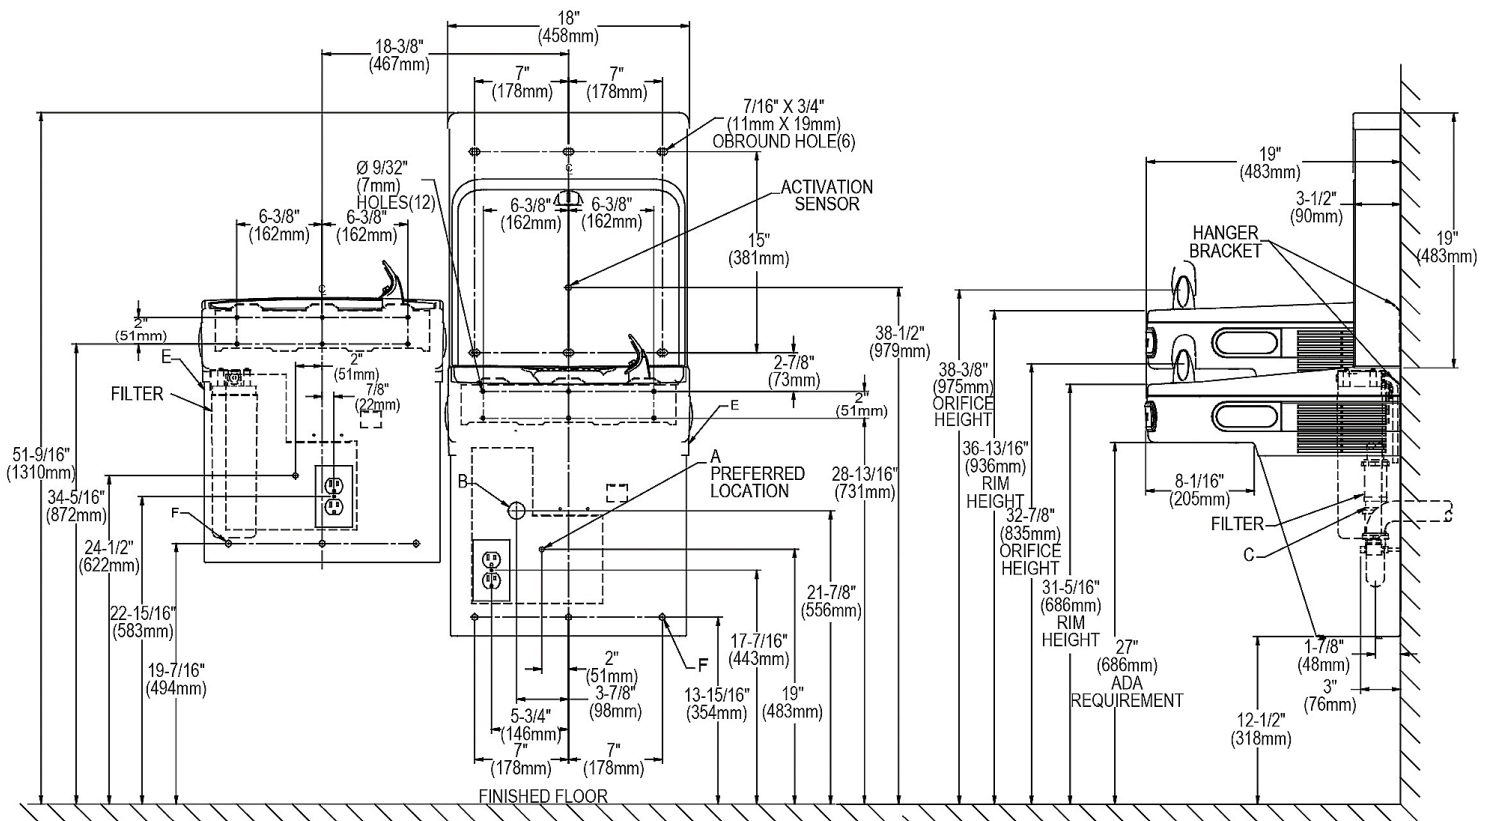 18"
(458mm)
18-3/8"
(467mm)
7"
(178mm)
7"
(178mm)
7/16" X 3/4"
(11mm X 19mm)
OBROUND HOLE(6)
Ø 9/32"
(7mm)
HOLES(12)
ACTIVATION
SENSOR
6-3/8"
(162mm)
6-3/8"
(162mm)
6-3/8"
(162mm)
6-3/8"
(162mm)
15"
(381mm)
2"
(51mm)
E
FILTER
2"
(51mm)
7/8"
(22mm)
38-1/2"
(979mm)
2-7/8"
(73mm)
2"
(51mm)
E
51-9/16"
(1310mm)
34-5/16"
(872mm)
24-1/2"
(622mm)
22-15/16"
(583mm)
19-7/16"
(494mm)
F
B
A
PREFERRED
LOCATION
28-13/16"
(731mm)
21-7/8"
(556mm)
17-7/16"
(443mm)
F
2"
(51mm)
3-7/8"
(98mm)
13-15/16"
(354mm)
19"
(483mm)
5-3/4"
(146mm)
7"
(178mm)
7"
(178mm)
FINISHED FLOOR
19"
(483mm)
3-1/2"
(90mm)
HANGER
BRACKET
19"
(483mm)
38-3/8"
(975mm)
ORIFICE
HEIGHT
36-13/16"
(936mm)
RIM
HEIGHT
32-7/8"
(835mm)
ORIFICE
HEIGHT
31-5/16"
(686mm)
RIM
HEIGHT
27"
(686mm)
ADA
REQUIREMENT
8-1/16"
(205mm)
FILTER
C
1-7/8"
(48mm)
3"
(76mm)
12-1/2"
(318mm)